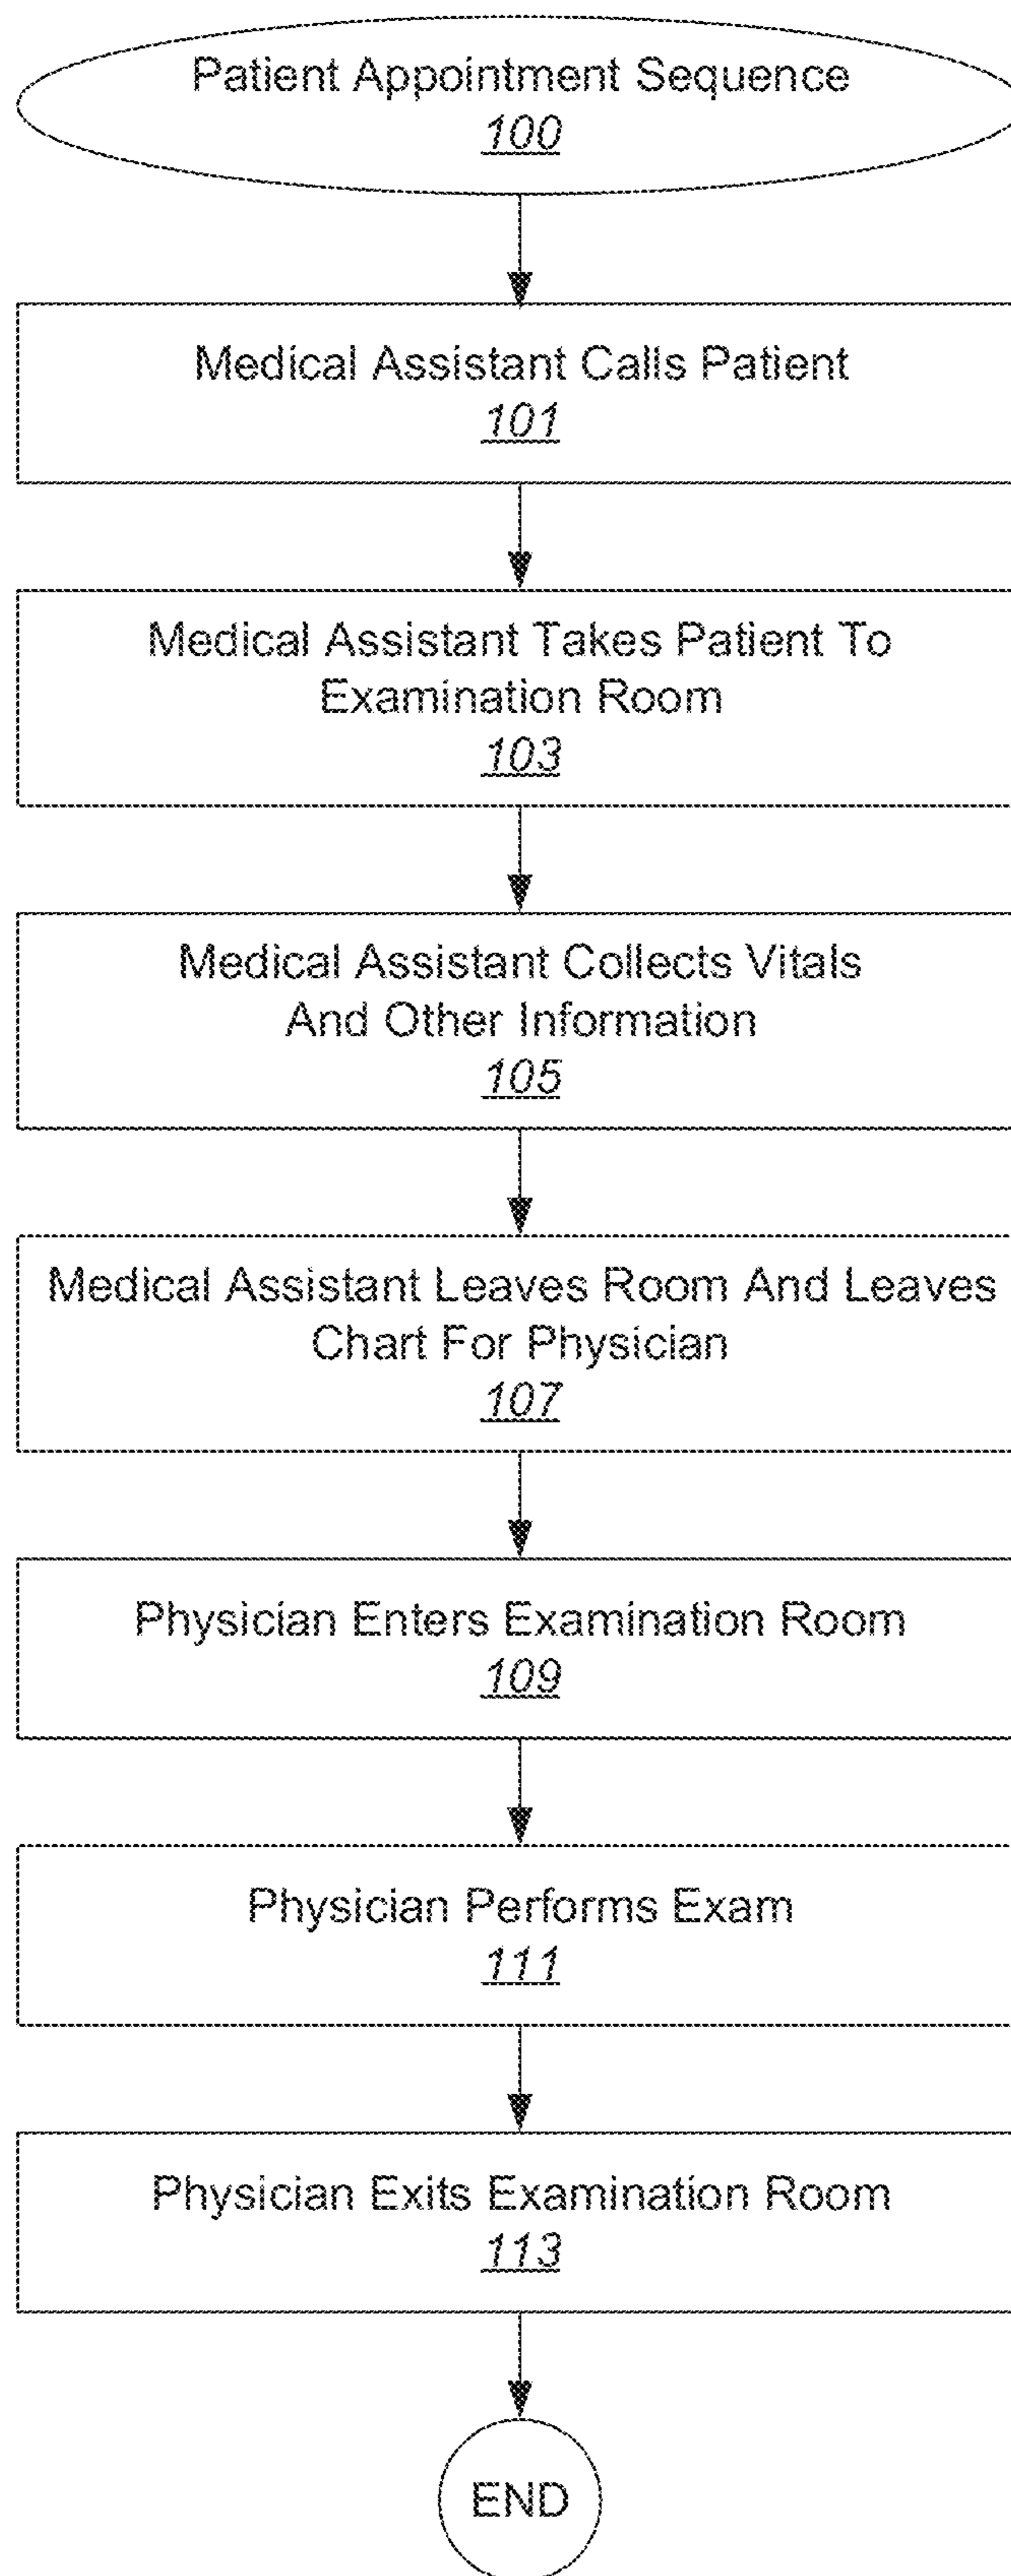 Patient Appointment Sequence
100
Medical Assistant Calls Patient
101
Medical Assistant Takes Patient To
Examination Room
103
Medical Assistant Collects Vitals
And Other Information
105
Medical Assistant Leaves Room And Leaves
Chart For Physician
107
Physician Enters Examination Room
109
Physician Performs Exam
111
Physician Exits Examination Room
113
END